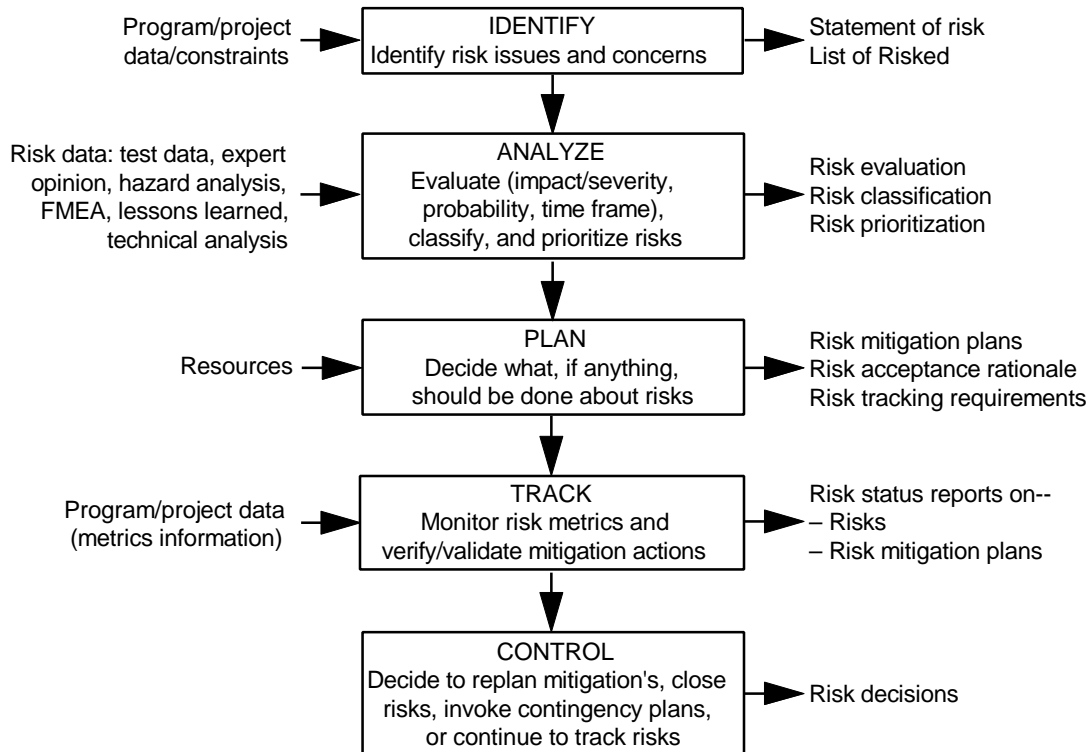 Program/project
data/constraints
IDENTIFY
Identify risk issues and concerns
Statement of risk
List of Risked
Risk data: test data, expert
opinion, hazard analysis,
FMEA, lessons learned,
technical analysis
ANALYZE
Evaluate (impact/severity,
probability, time frame),
classify, and prioritize risks
Risk evaluation
Risk classification
Risk prioritization
Resources
PLAN
Decide what, if anything,
should be done about risks
Risk mitigation plans
Risk acceptance rationale
Risk tracking requirements
Program/project data
(metrics information)
TRACK
Monitor risk metrics and
verify/validate mitigation actions
Risk status reports on--
– Risks
– Risk mitigation plans
CONTROL
Decide to replan mitigation's, close
risks, invoke contingency plans,
or continue to track risks
Risk decisions